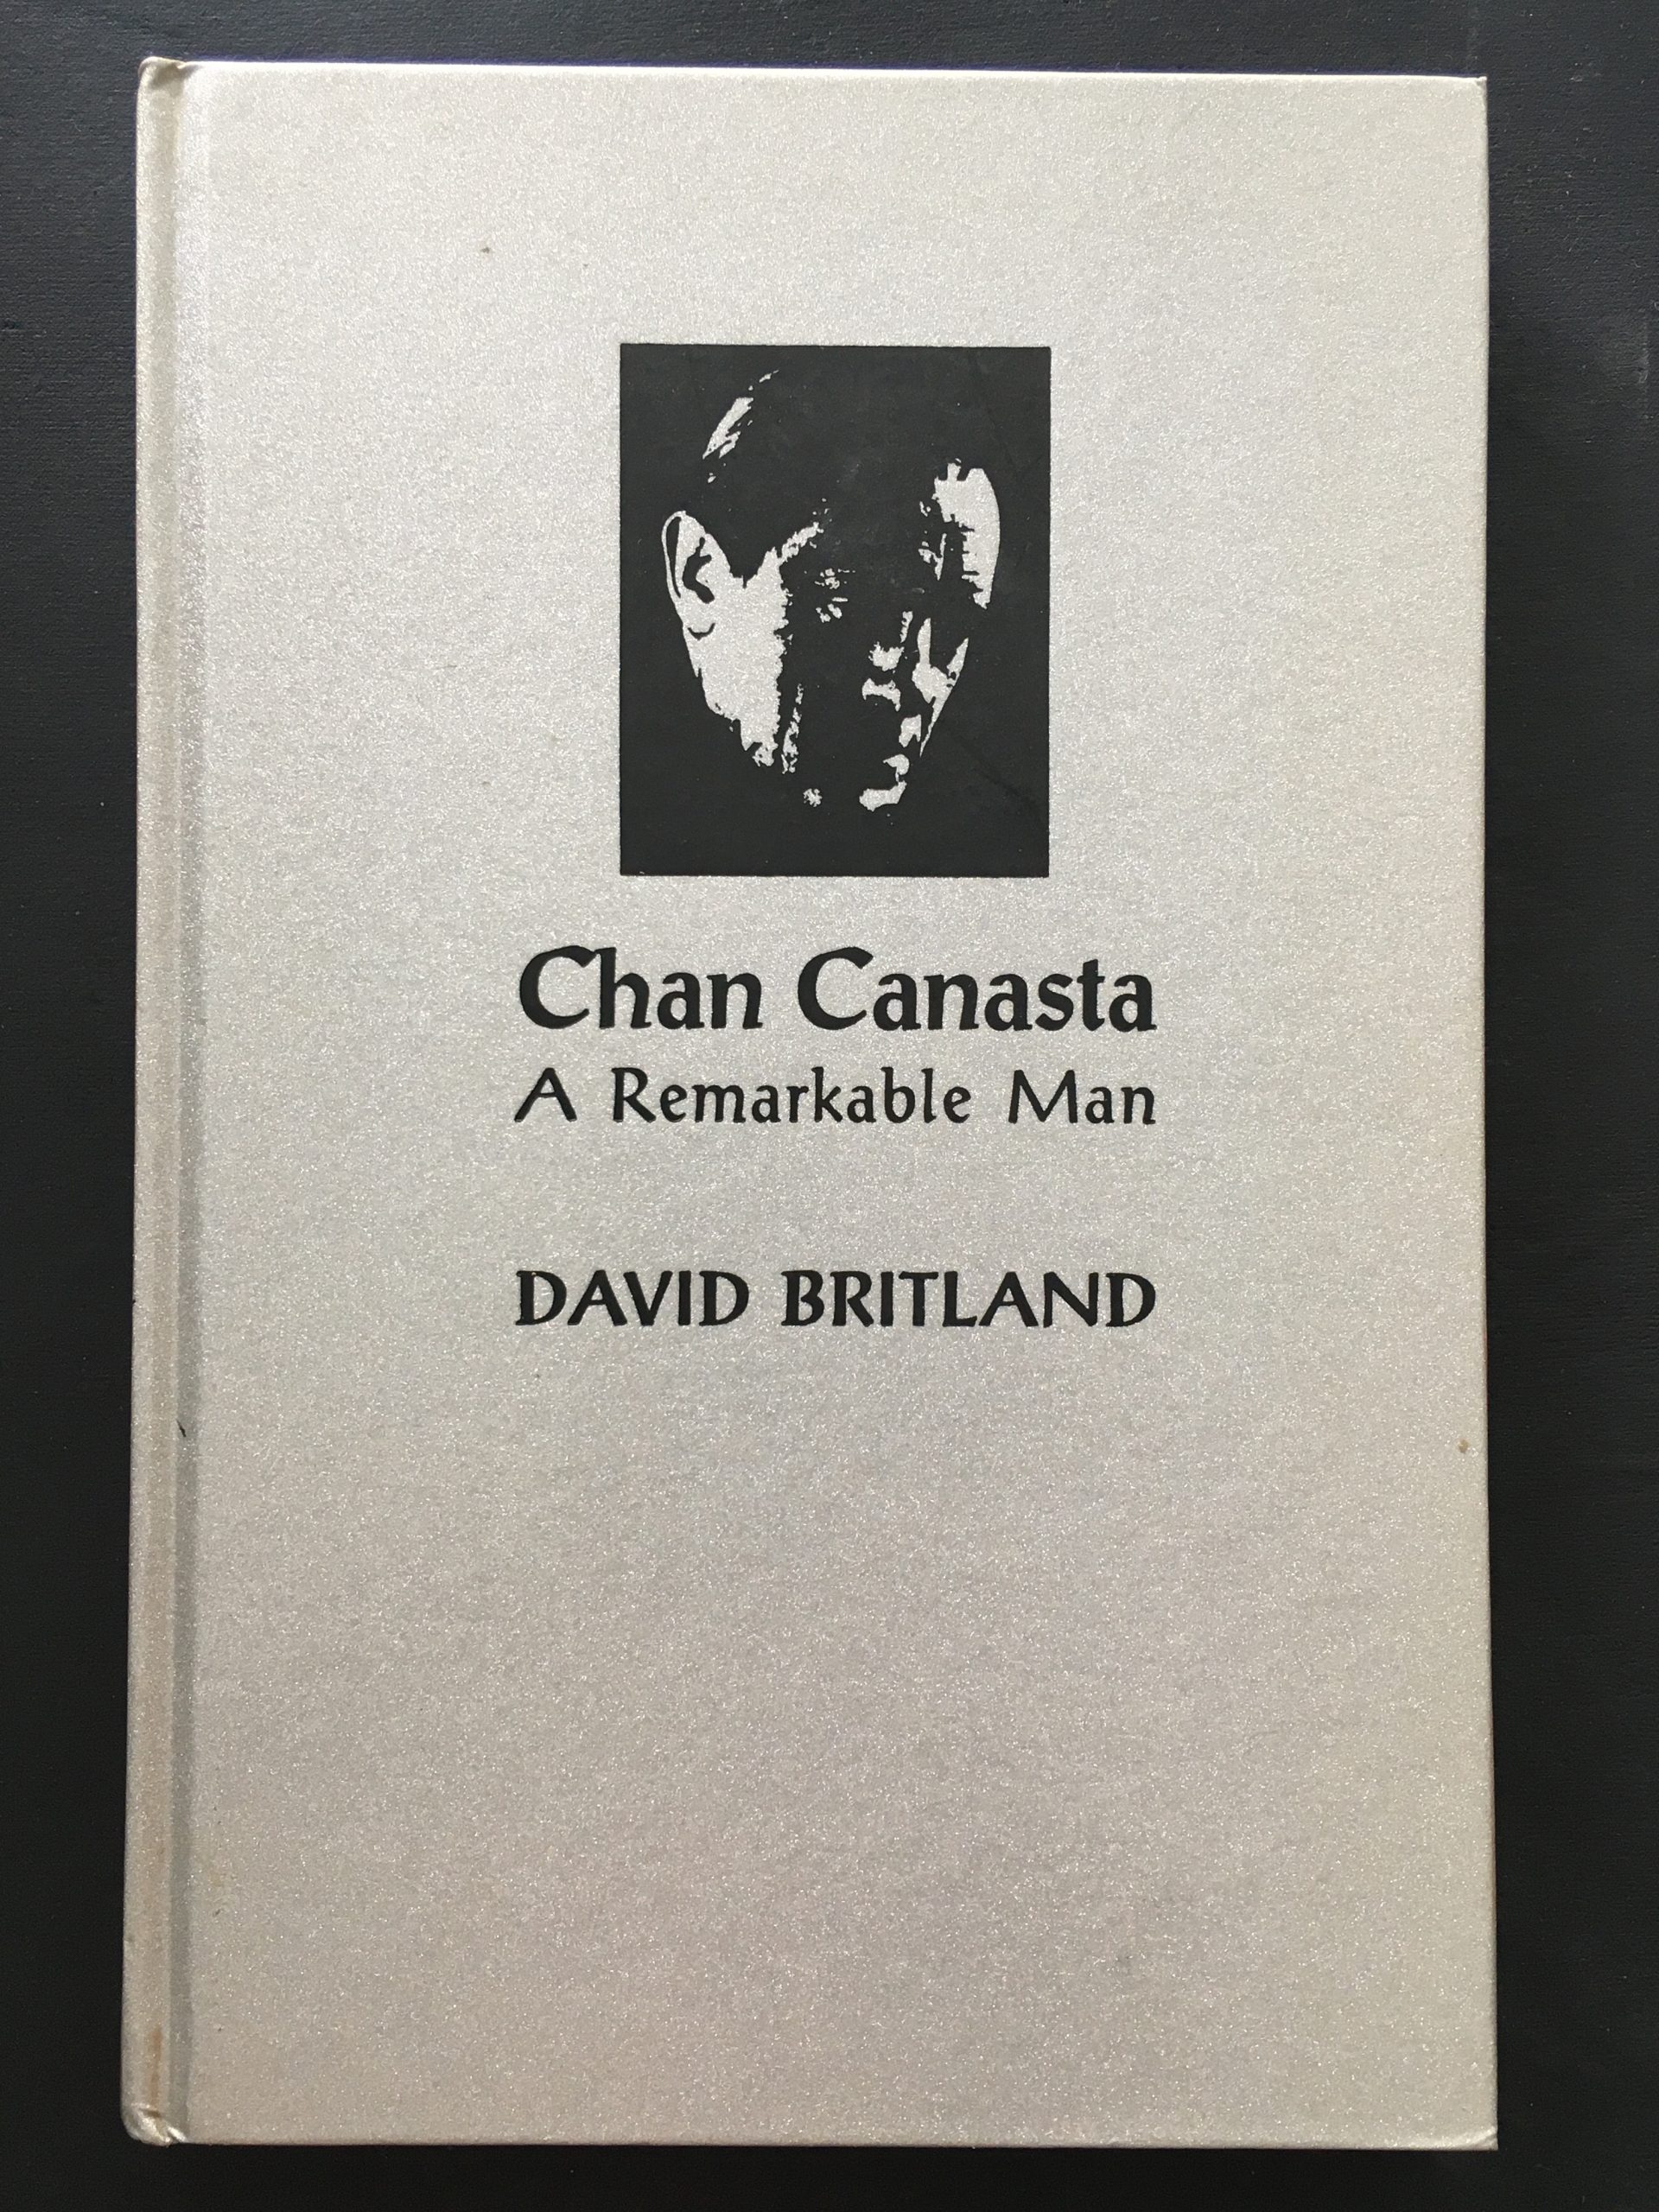 Chan Canasta
A Remarkable Man
DAVID BRITLAND